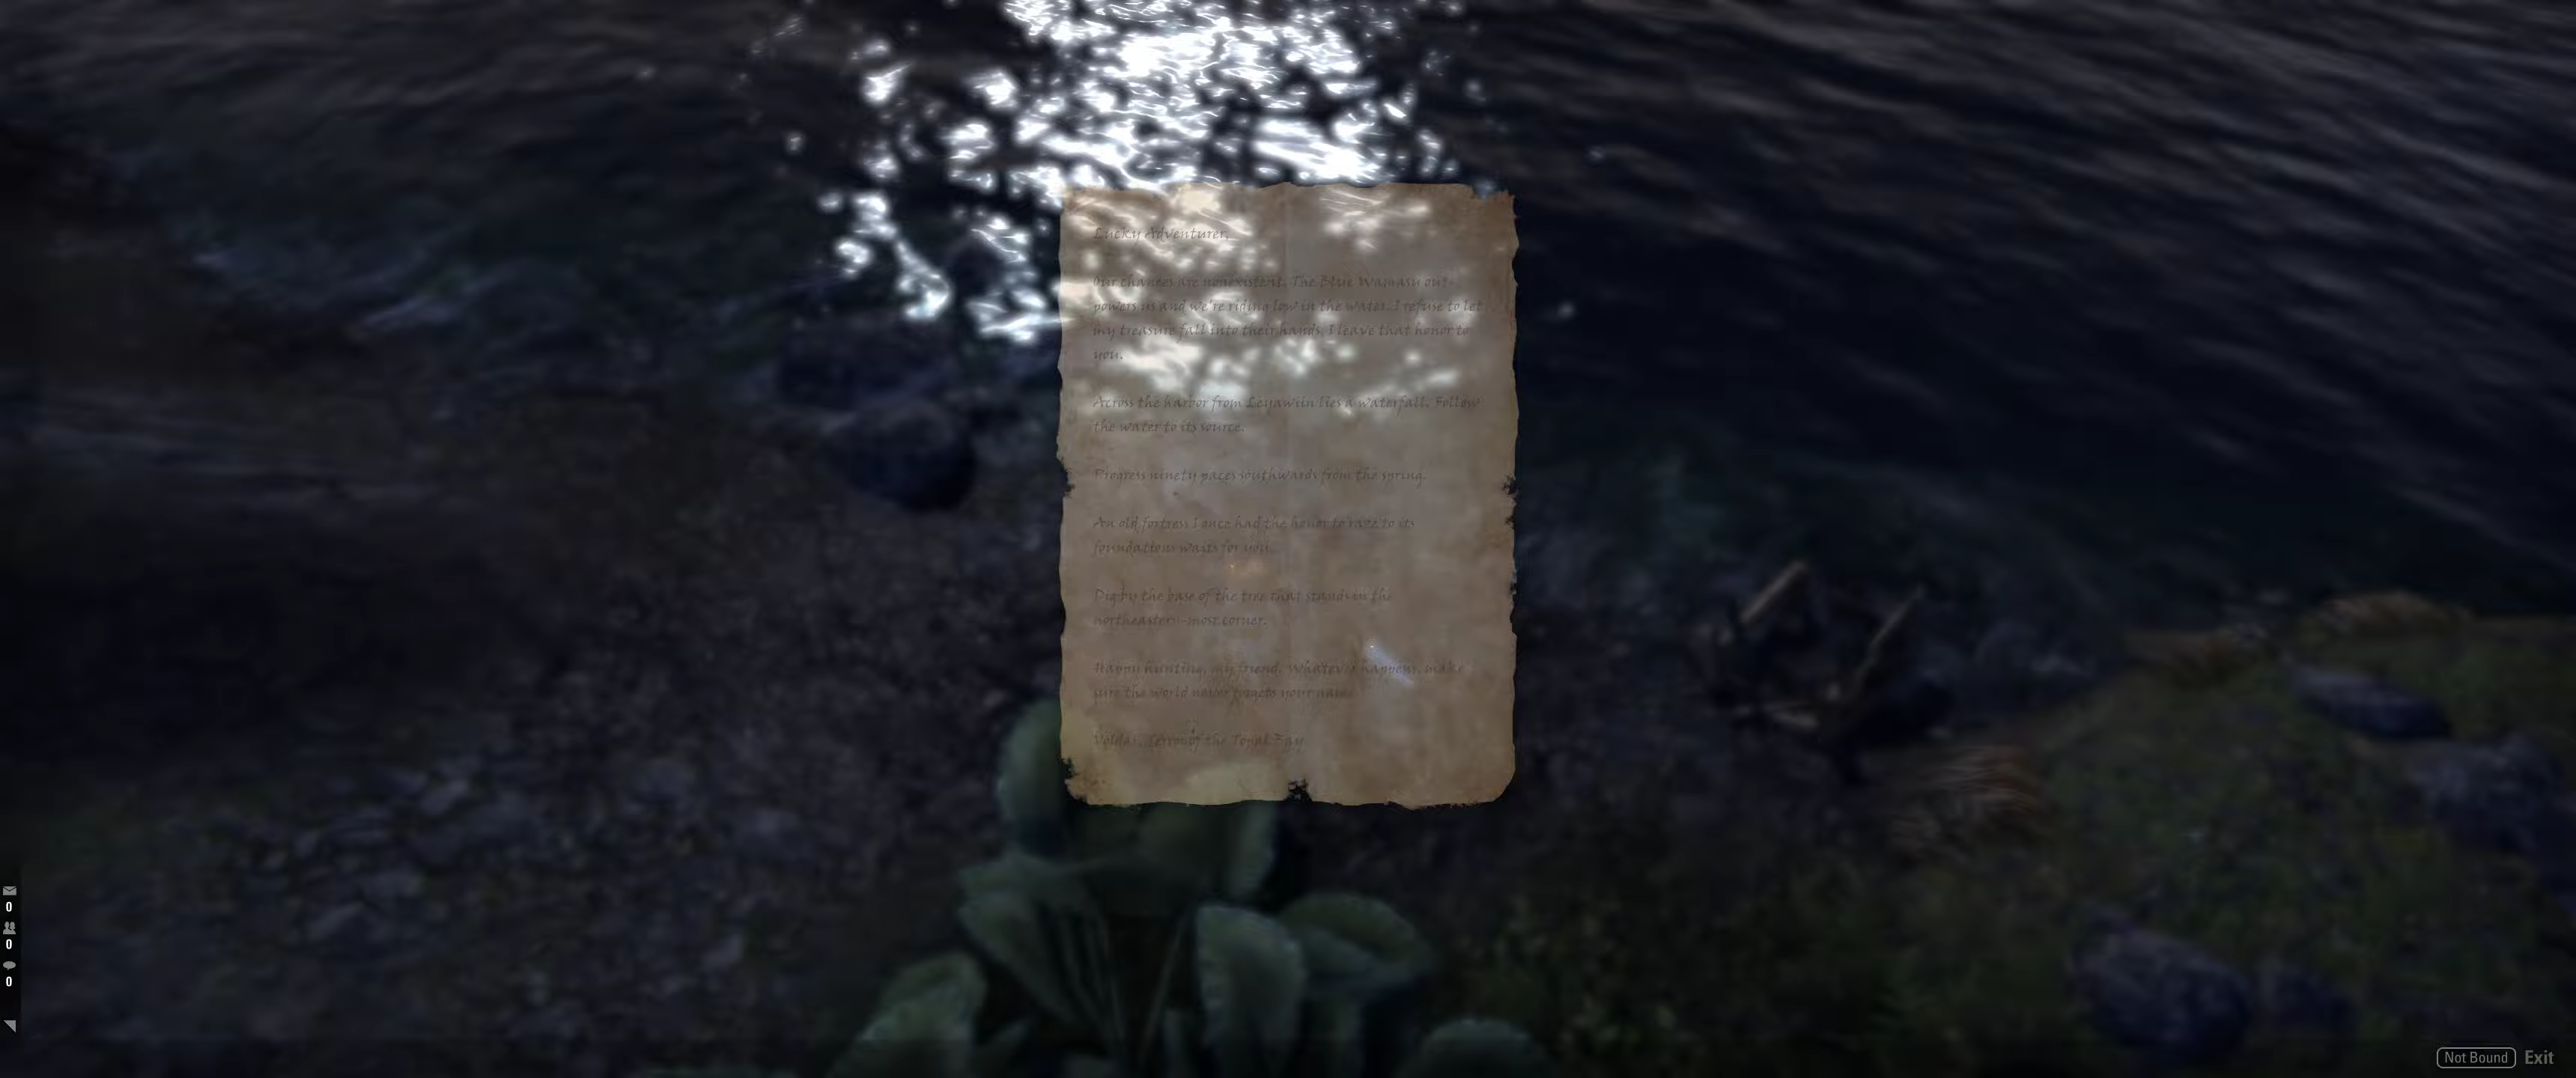 Lucky Adventurer,
Our chances are nonexistent. The Blue Wamasu out-
powers us and we're riding low in the water. I refuse to let
my treasure fall into their hands. I leave that honor to
you.
Across the harbor from Leyawiin lies a waterfall. Follow
the water to its source.
Progress ninety paces southwards from the spring.
An old fortress I once had the honor to raze to its
foundations waits for you.
Dig by the base of the tree that stands in the
northeastern-most corner.
Happy hunting, my friend. Whatever happens, make
sure the world never forgets your name.
of the Topal Bay
0
0
0
Not Bound Exit